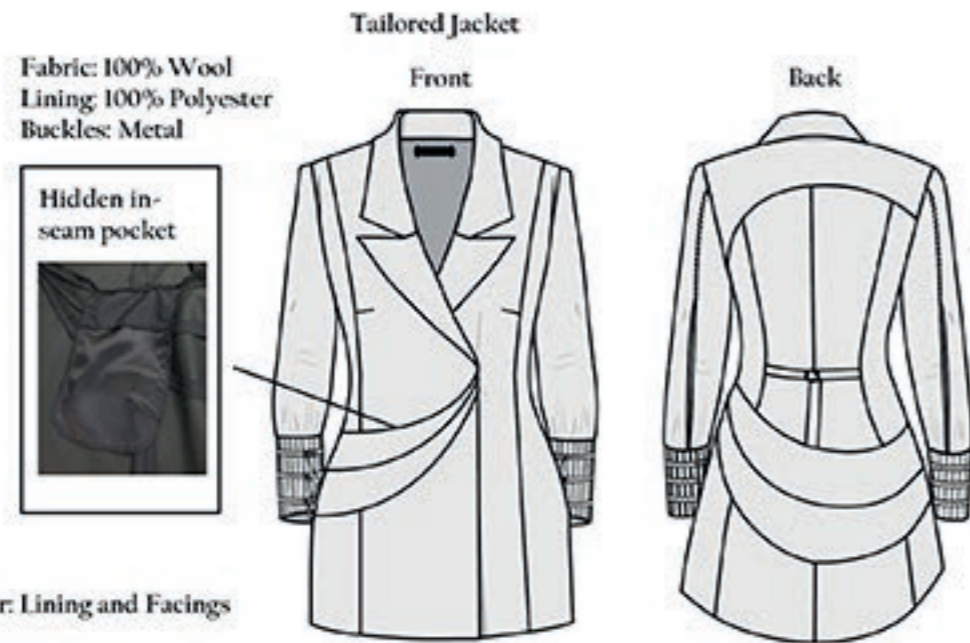 Tailored Jacket
Fabric: 100% Wool
Lining: 100% Polyester
Buckles: Metal
Front
Back
Hidden in-
seam pocket
r: Lining and Facings